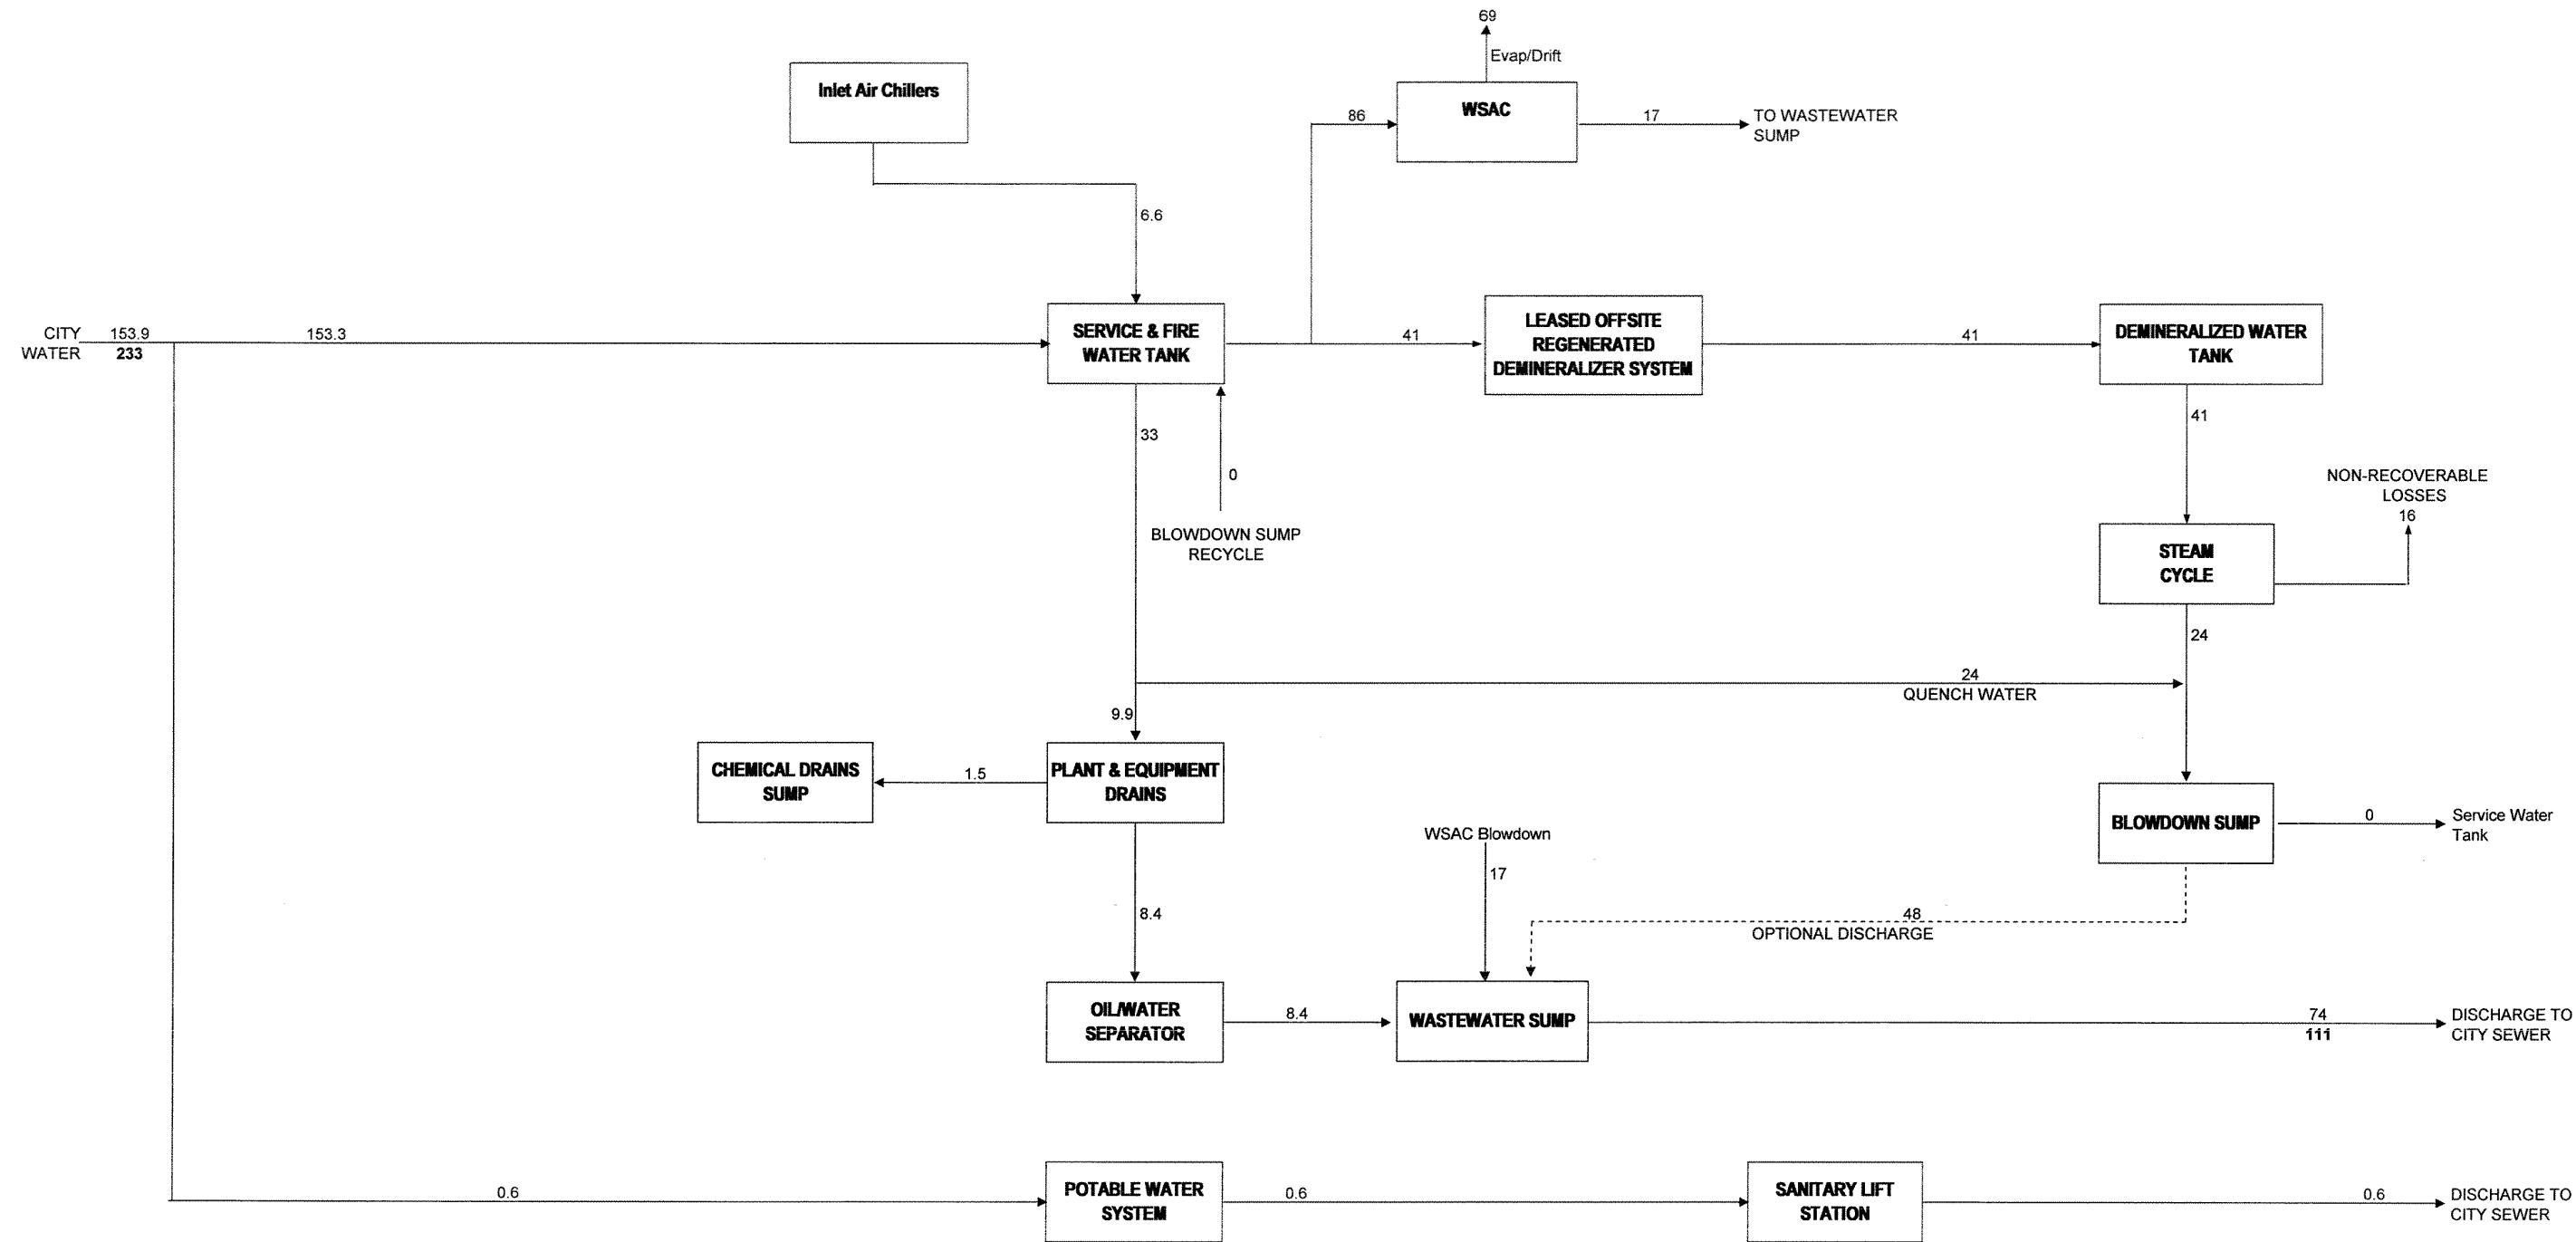 69
Evap/Drift
Inlet Air Chillers
WSAC
86
17
TO WASTEWATER
SUMP
6.6
CITY
WATER
153.9
233
153.3
SERVICE & FIRE
WATER TANK
41
LEASED OFFSITE
REGENERATED
DEMINERALIZER SYSTEM
41
DEMINERALIZED WATER
TANK
41
33
0
BLOWDOWN SUMP
RECYCLE
NON-RECOVERABLE
LOSSES
16
STEAM
CYCLE
24
24
QUENCH WATER
9.9
CHEMICAL DRAINS
SUMP
1.5
PLANT & EQUIPMENT
DRAINS
BLOWDOWN SUMP
0
Service Water
Tank
WSAC Blowdown
17
8.4
48
OPTIONAL DISCHARGE
OIL/WATER
SEPARATOR
8.4
WASTEWATER SUMP
74
111
DISCHARGE TO
CITY SEWER
0.6
POTABLE WATER
SYSTEM
0.6
SANITARY LIFT
STATION
0.6
DISCHARGE TO
CITY SEWER